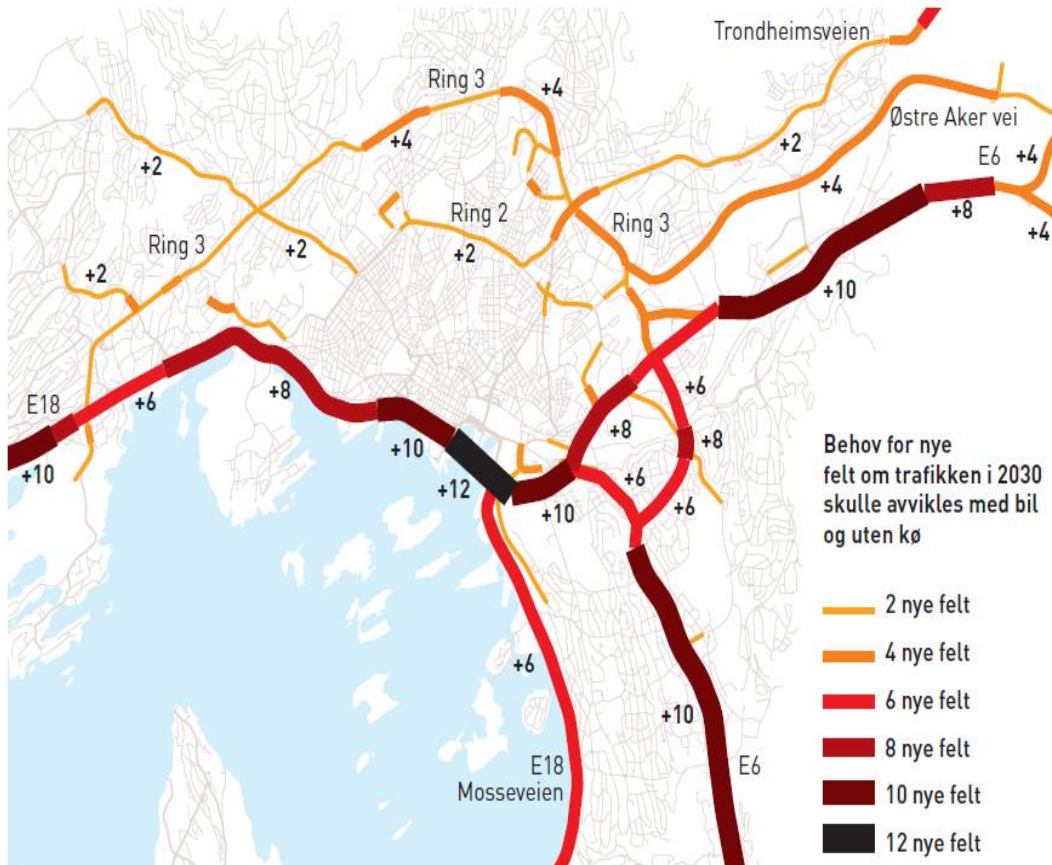 Trondheimsveien
Ring 3
+4
+4
Østre Aker vei
+2
E6
+4
+2
+4
+8
+4
Ring 2
Ring 3
Ring 3
+2
+2
+2
+10
E18
+6
+8
+6
+10
+8
+8
+10
+12
+6
+6
+10
Behov for nye
felt om trafikken i 2030
skulle avvikles med bil
og uten kø
2 nye felt
4 nye felt
6 nye felt
8 nye felt
10 nye felt
12 nye felt
+6
+10
E18
Mosseveien
E6